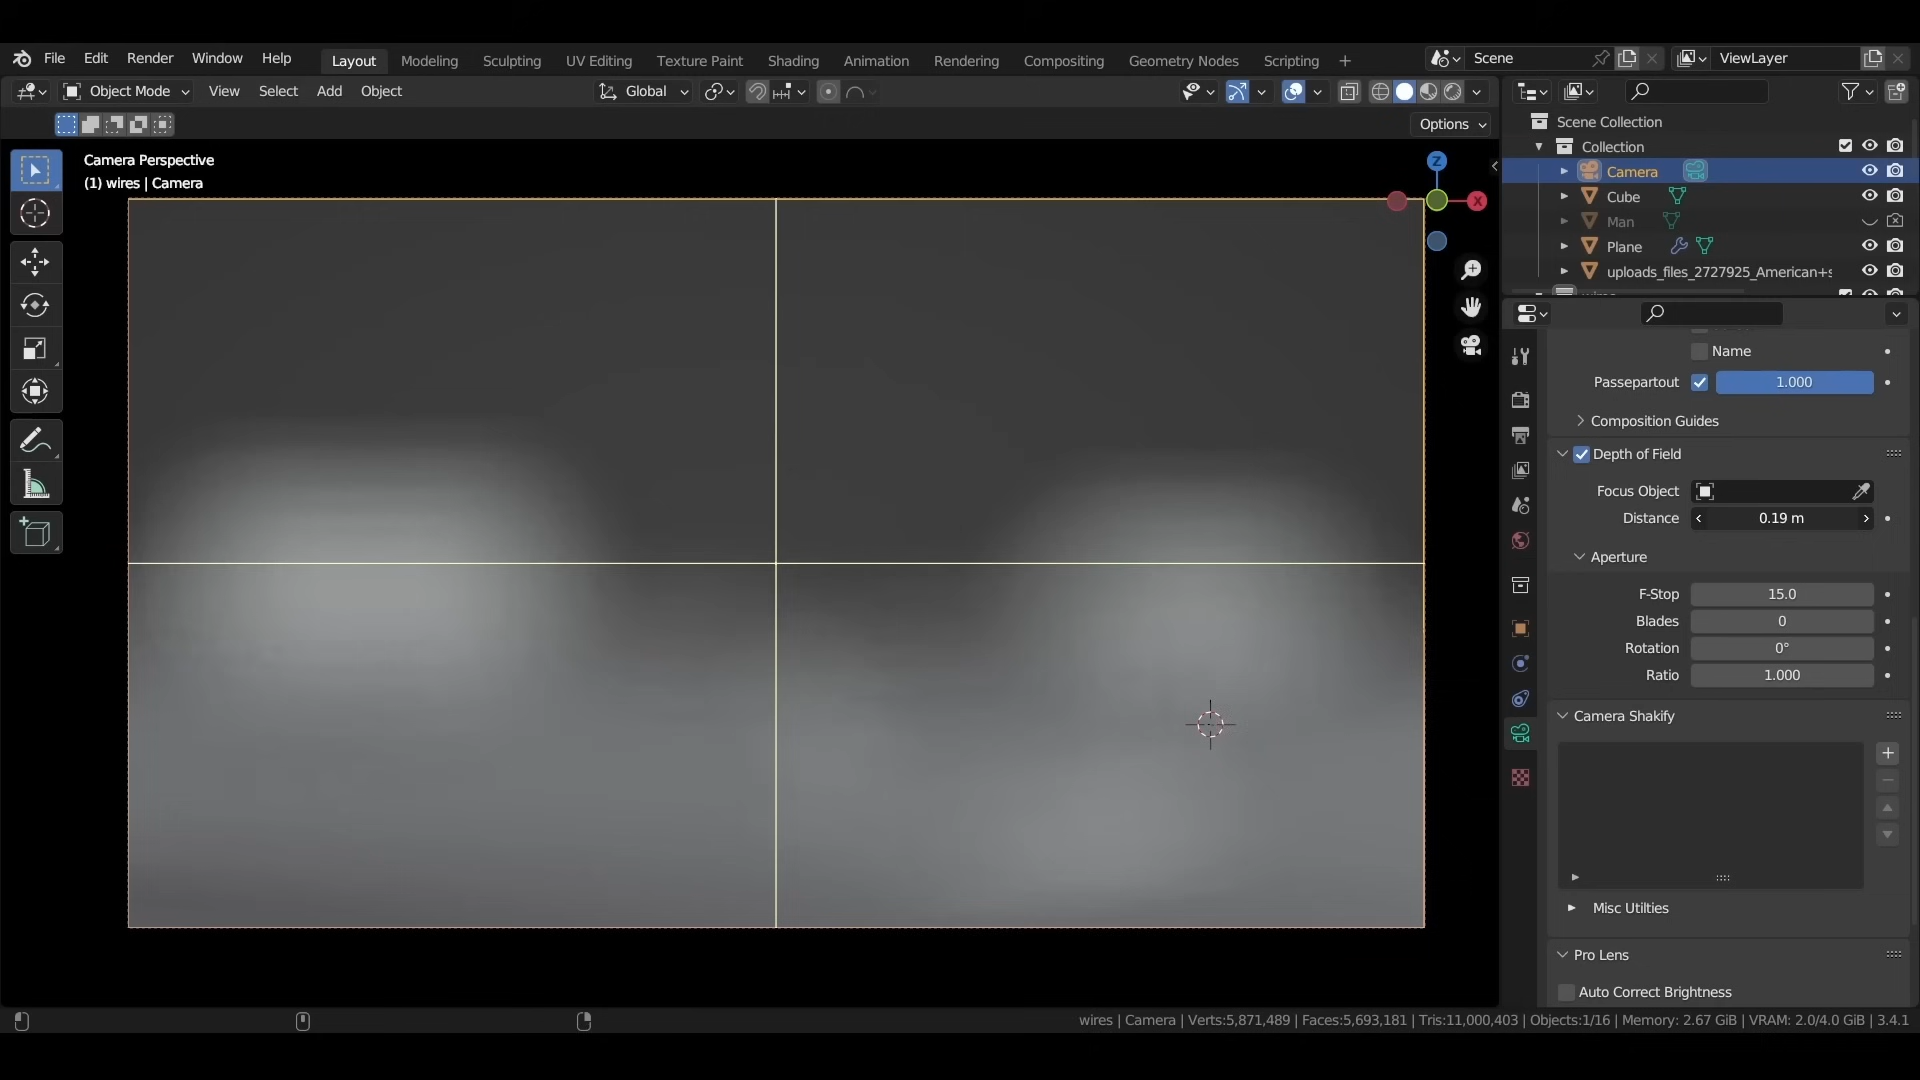 File Edit Render Window Help Layout Modeling Sculpting UV Editing Texture Paint Shading Animation Rendering Compositing Geometry Nodes Scripting + Scene ViewLayer
Object Mode View Select Add Object Global
Options
Camera Perspective
(1) wires | Camera
Z
X
Scene Collection
Collection
Camera
Cube
Man
Plane
uploads_files_2727925_American+s
Name
Passepartout 1.000
Composition Guides
Depth of Field
Focus Object
Distance 0.19 m
Aperture
F-Stop 15.0
Blades 0
Rotation 0°
Ratio 1.000
Camera Shakify
Misc Utilties
Pro Lens
Auto Correct Brightness
wires | Camera | Verts:5,871,489 | Faces:5,693,181 | Tris:11,000,403 | Objects:1/16 | Memory: 2.67 GiB | VRAM: 2.0/4.0 GiB | 3.4.1